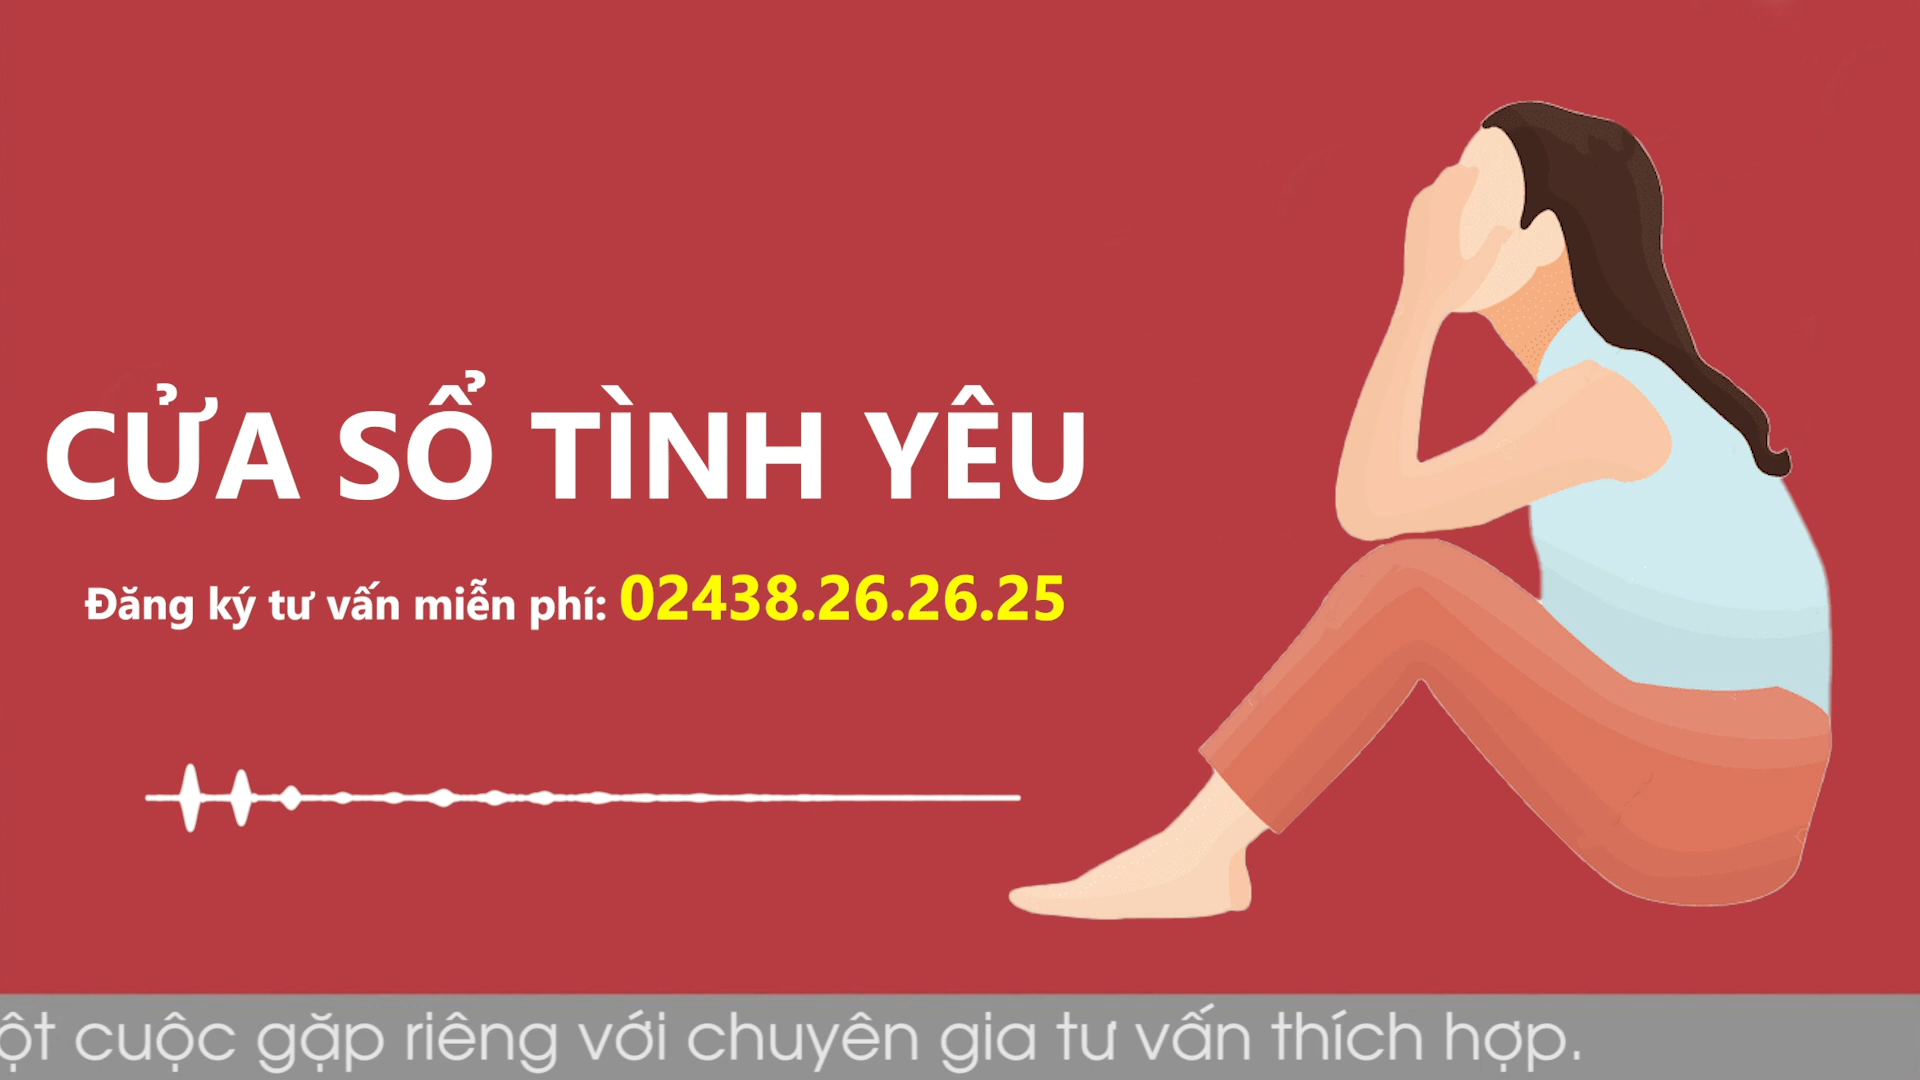 CỬA SỔ TÌNH YÊU
Đăng ký tư vấn miễn phí: 02438.26.26.25
cuộc gặp riêng với chuyên gia tư vấn thích hợp.